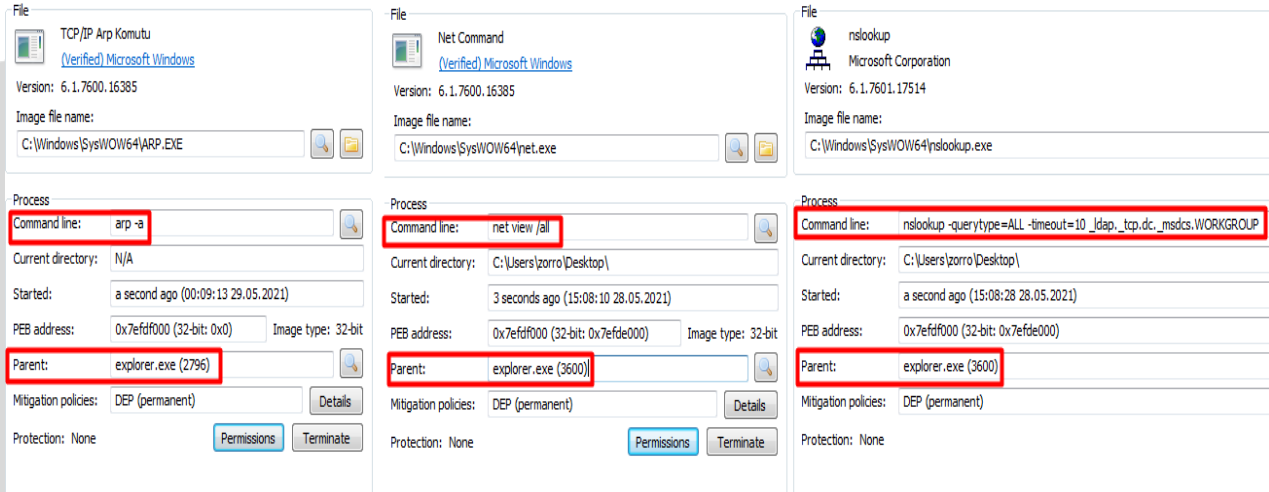 File
TCP/IP Arp Komutu
(Verified) Microsoft Windows
Version: 6.1.7600.16385
Image file name:
C:\Windows\SysWOW64\ARP.EXE
Process
Command line: arp -a
Current directory: N/A
Started: a second ago (00:09:13 29.05.2021)
PEB address: 0x7efdf000 (32-bit: 0x0) Image type: 32-bit
Parent: explorer.exe (2796)
Mitigation policies: DEP (permanent) Details
Protection: None Permissions Terminate
File
Net Command
(Verified) Microsoft Windows
Version: 6.1.7600.16385
Image file name:
C:\Windows\SysWOW64\net.exe
Process
Command line: net view /all
Current directory: C:\Users\zorro\Desktop\
Started: 3 seconds ago (15:08:10 28.05.2021)
PEB address: 0x7efdf000 (32-bit: 0x7efde000) Image type: 32-bit
Parent: explorer.exe (3600)
Mitigation policies: DEP (permanent) Details
Protection: None Permissions Terminate
File
nslookup
Microsoft Corporation
Version: 6.1.7601.17514
Image file name:
C:\Windows\SysWOW64\nslookup.exe
Process
Command line: nslookup -querytype=ALL -timeout=10 _ldap._tcp.dc._msdcs.WORKGROUP
Current directory: C:\Users\zorro\Desktop\
Started: a second ago (15:08:28 28.05.2021)
PEB address: 0x7efdf000 (32-bit: 0x7efde000)
Parent: explorer.exe (3600)
Mitigation policies: DEP (permanent)
Protection: None